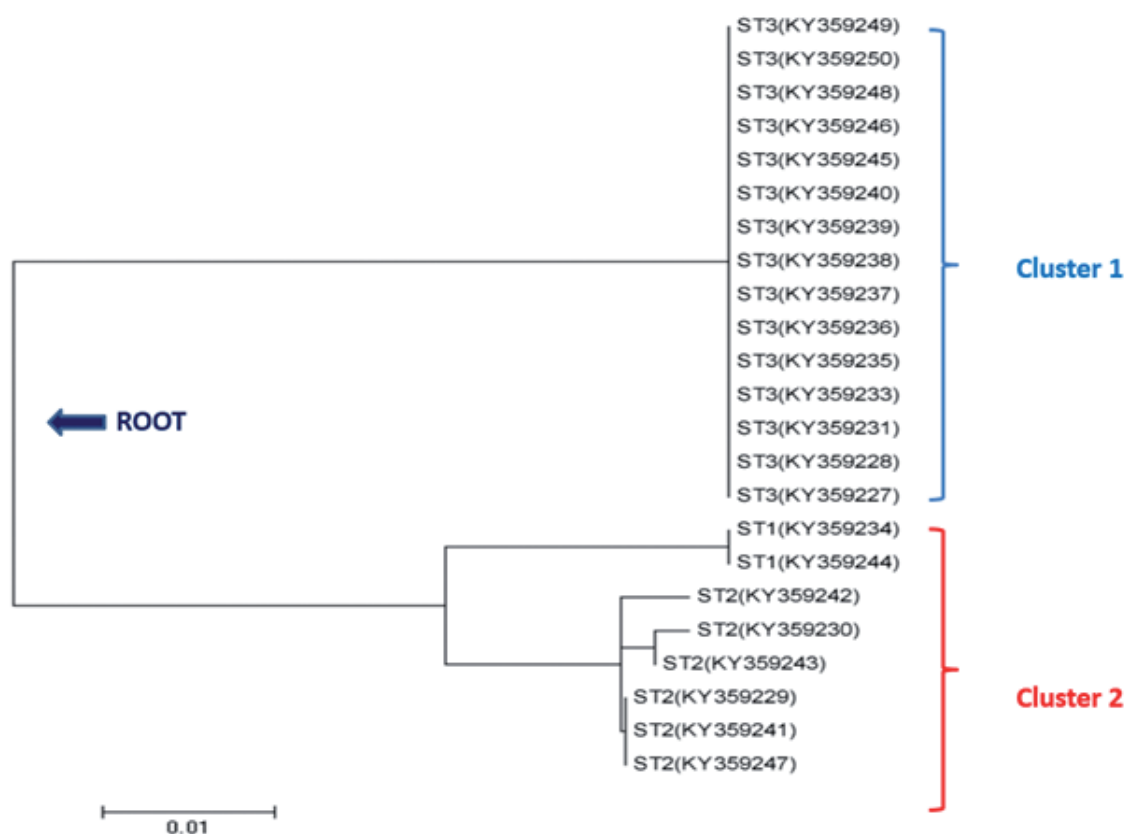 ST3(KY359249)
ST3(KY359250)
ST3(KY359248)
ST3(KY359246)
ST3(KY359245)
ST3(KY359240)
ST3(KY359239)
ST3(KY359238)
Cluster 1
ST3(KY359237)
ST3(KY359236)
ST3(KY359235)
ST3(KY359233)
ROOT
ST3(KY359231)
ST3(KY359228)
ST3(KY359227)
ST1(KY359234)
ST1(KY359244)
ST2(KY359242)
ST2(KY359230)
ST2(KY359243)
ST2(KY359229)
Cluster 2
ST2(KY359241)
ST2(KY359247)
0.01